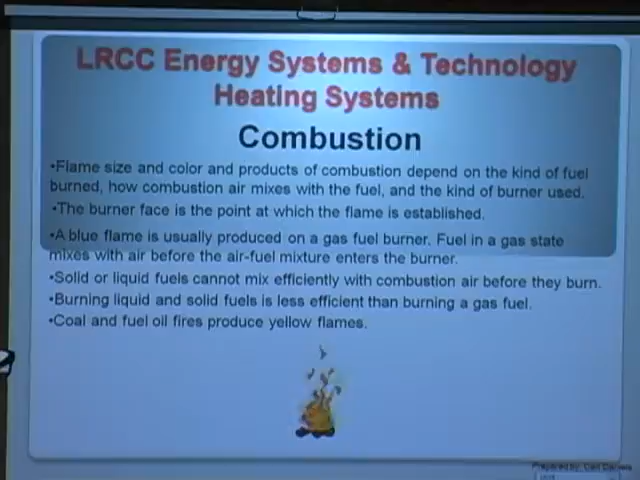 LRCC Energy Systems & Technology
Heating Systems
Combustion
•Flame size and color and products of combustion depend on the kind of fuel
burned, how combustion air mixes with the fuel, and the kind of burner used.
•The burner face is the point at which the flame is established.
•A blue flame is usually produced on a gas fuel burner. Fuel in a gas state
mixes with air before the air-fuel mixture enters the burner.
•Solid or liquid fuels cannot mix efficiently with combustion air before they burn.
•Burning liquid and solid fuels is less efficient than burning a gas fuel.
•Coal and fuel oil fires produce yellow flames.
Prepared by: Carl Daniels